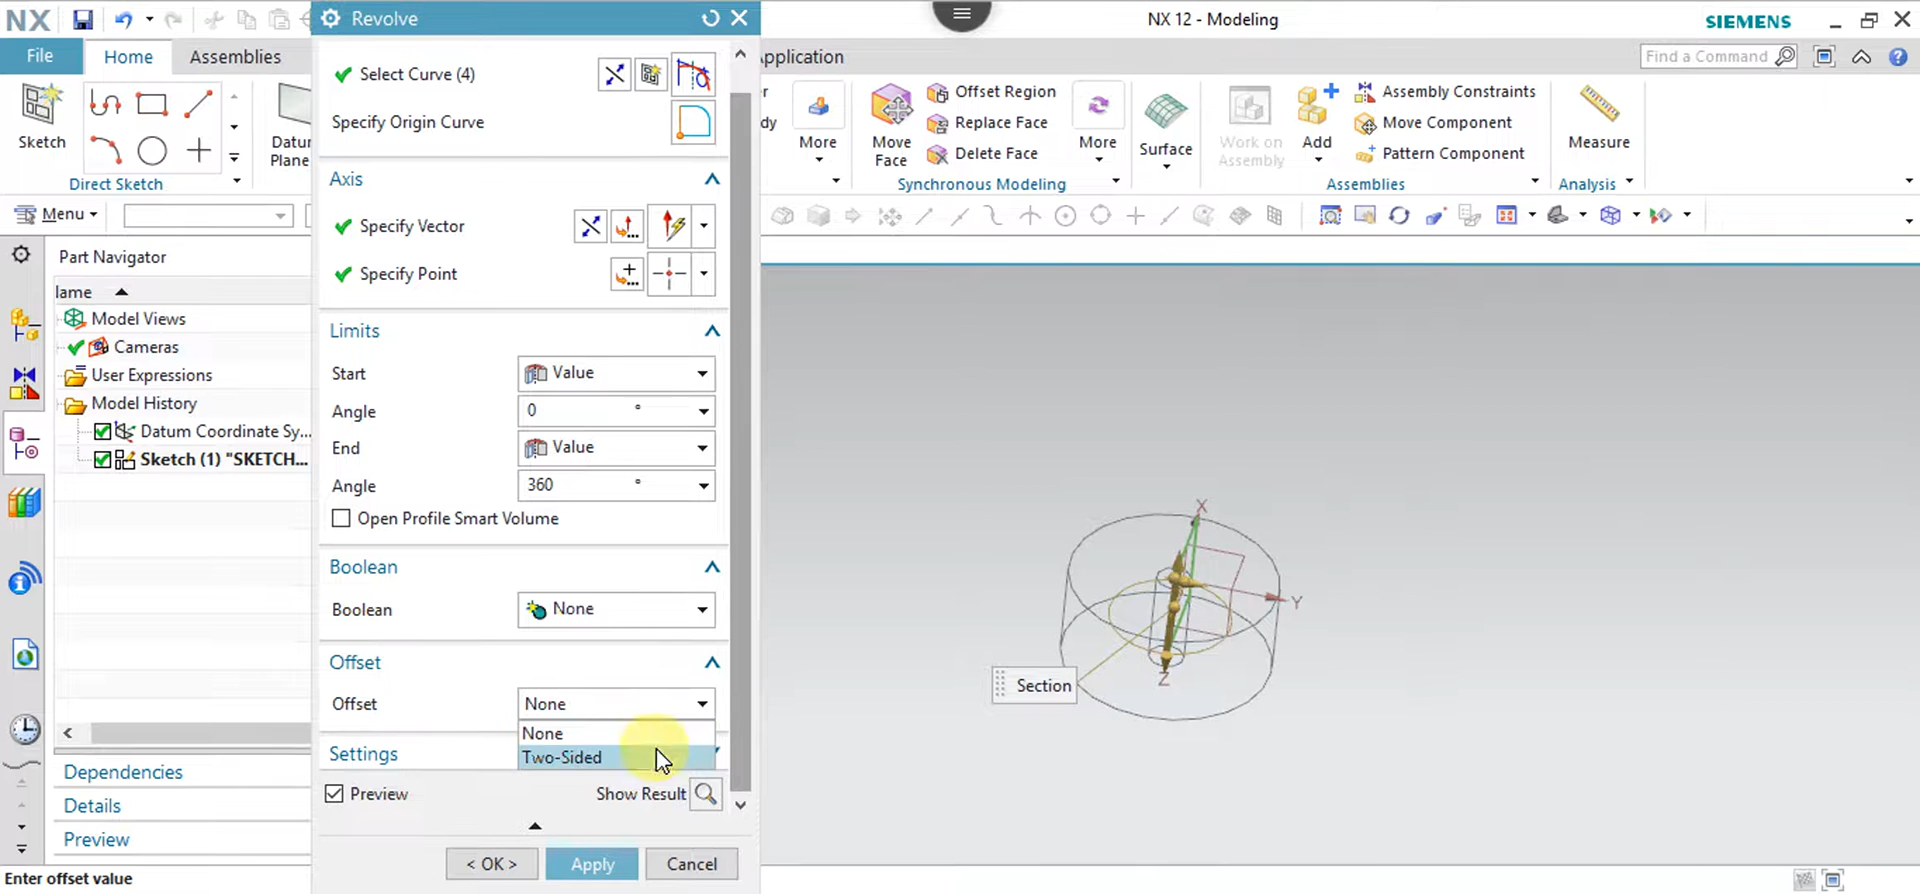 NX
Revolve
NX 12 - Modeling
SIEMENS
File
Home
Assemblies
Application
Find a Command
Select Curve (4)
Specify Origin Curve
Sketch
Datum
Plane
Direct Sketch
More
Move
Face
Offset Region
Replace Face
Delete Face
More
Synchronous Modeling
Surface
Work on
Assembly
Add
Assembly Constraints
Move Component
Pattern Component
Assemblies
Measure
Analysis
Menu
Axis
Specify Vector
Specify Point
Part Navigator
lame
Model Views
Cameras
User Expressions
Model History
Datum Coordinate Sy...
Sketch (1) "SKETCH...
Limits
Start
Value
Angle
0 °
End
Value
Angle
360 °
Open Profile Smart Volume
Boolean
Boolean
None
Offset
Offset
None
None
Two-Sided
Settings
Preview
Show Result
< OK >
Apply
Cancel
Dependencies
Details
Preview
X
Y
Z
Section
Enter offset value